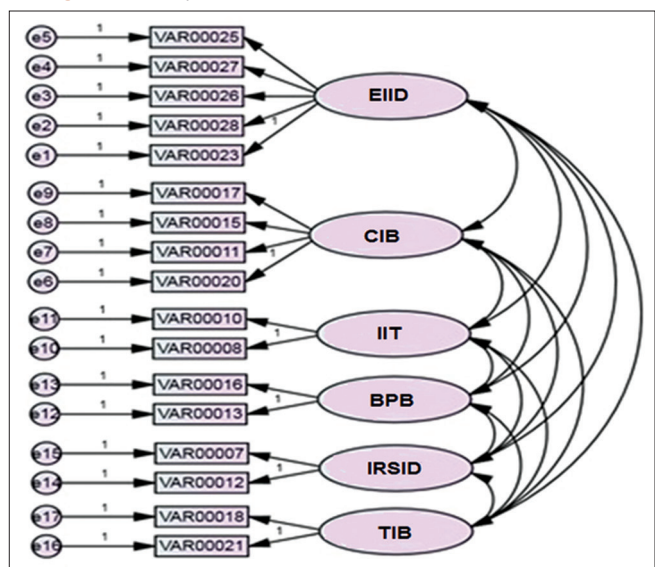 e5 1 VAR00025
e4 1 VAR00027
e3 1 VAR00026 EIID
e2 1 VAR00028 1
e1 1 VAR00023
e9 1 VAR00017
e8 1 VAR00015
CIB
e7 1 VAR00011 1
e6 1 VAR00020
e11 1 VAR00010
IIT
e10 1 VAR00008 1
e13 1 VAR00016
BPB
e12 1 VAR00013 1
e15 1 VAR00007
IRSID
e14 1 VAR00012 1
e17 1 VAR00018
TIB
e16 1 VAR00021 1